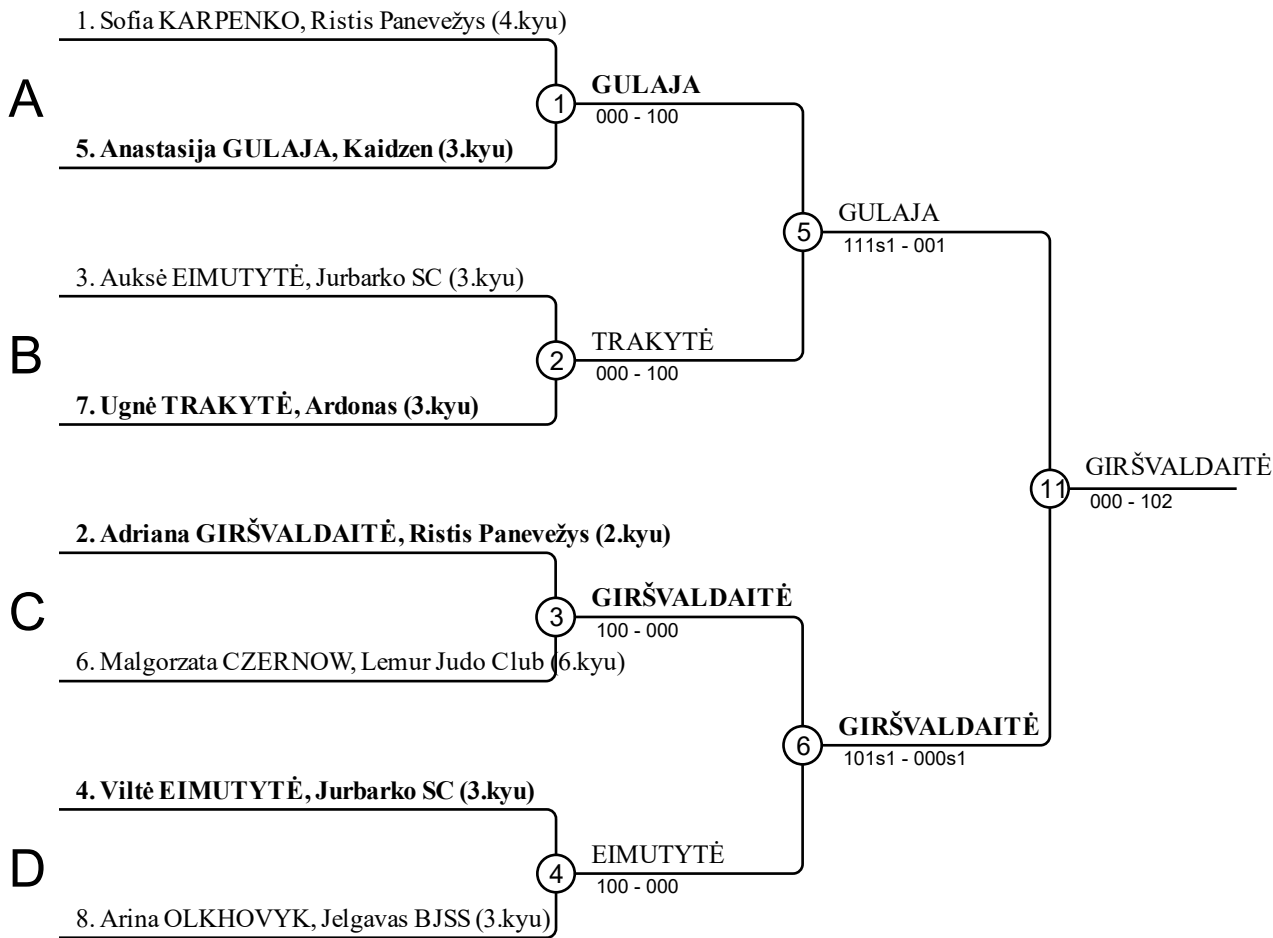 1. Sofia KARPENKO, Ristis Panevežys (4.kyu)
A
1
GULAJA
000 - 100
5. Anastasija GULAJA, Kaidzen (3.kyu)
5
GULAJA
111s1 - 001
3. Auksė EIMUTYTĖ, Jurbarko SC (3.kyu)
B
2
TRAKYTĖ
000 - 100
7. Ugnė TRAKYTĖ, Ardonas (3.kyu)
11
GIRŠVALDAITĖ
000 - 102
2. Adriana GIRŠVALDAITĖ, Ristis Panevežys (2.kyu)
C
3
GIRŠVALDAITĖ
100 - 000
6. Malgorzata CZERNOW, Lemur Judo Club (6.kyu)
6
GIRŠVALDAITĖ
101s1 - 000s1
4. Viltė EIMUTYTĖ, Jurbarko SC (3.kyu)
D
4
EIMUTYTĖ
100 - 000
8. Arina OLKHOVYK, Jelgavas BJSS (3.kyu)